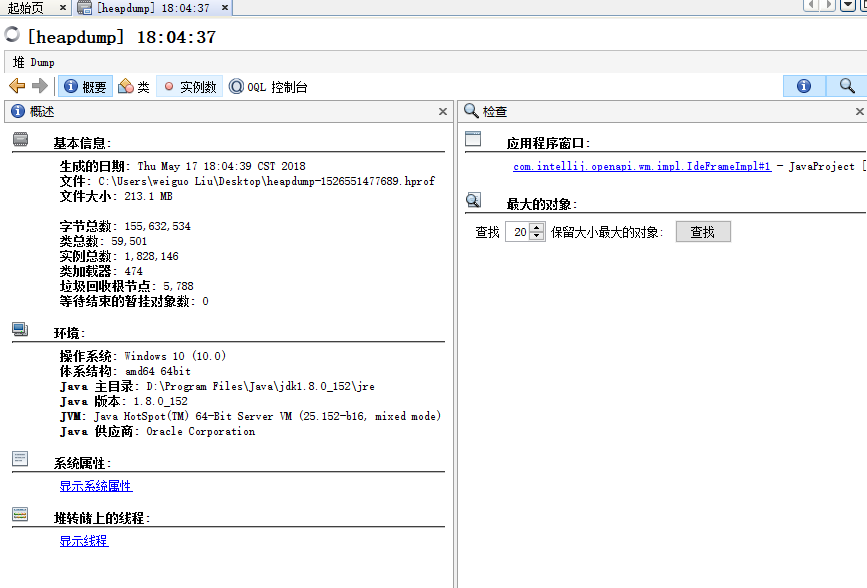 起始页 × [heapdump] 18:04:37 ×
[heapdump] 18:04:37
堆 Dump
概要 类 实例数 OQL 控制台
概述 ×
基本信息:
生成的日期: Thu May 17 18:04:39 CST 2018
文件: C:\Users\weiguo Liu\Desktop\heapdump-1526551477689.hprof
文件大小: 213.1 MB
字节总数: 155,632,534
类总数: 59,501
实例总数: 1,828,146
类加载器: 474
垃圾回收根节点: 5,788
等待结束的暂挂对象数: 0
环境:
操作系统: Windows 10 (10.0)
体系结构: amd64 64bit
Java 主目录: D:\Program Files\Java\jdk1.8.0_152\jre
Java 版本: 1.8.0_152
JVM: Java HotSpot(TM) 64-Bit Server VM (25.152-b16, mixed mode)
Java 供应商: Oracle Corporation
系统属性:
显示系统属性
堆转储上的线程:
显示线程
检查 ×
应用程序窗口:
com.intellij.openapi.wm.impl.IdeFrameImpl#1 - JavaProject [
最大的对象:
查找 20 保留大小最大的对象: 查找